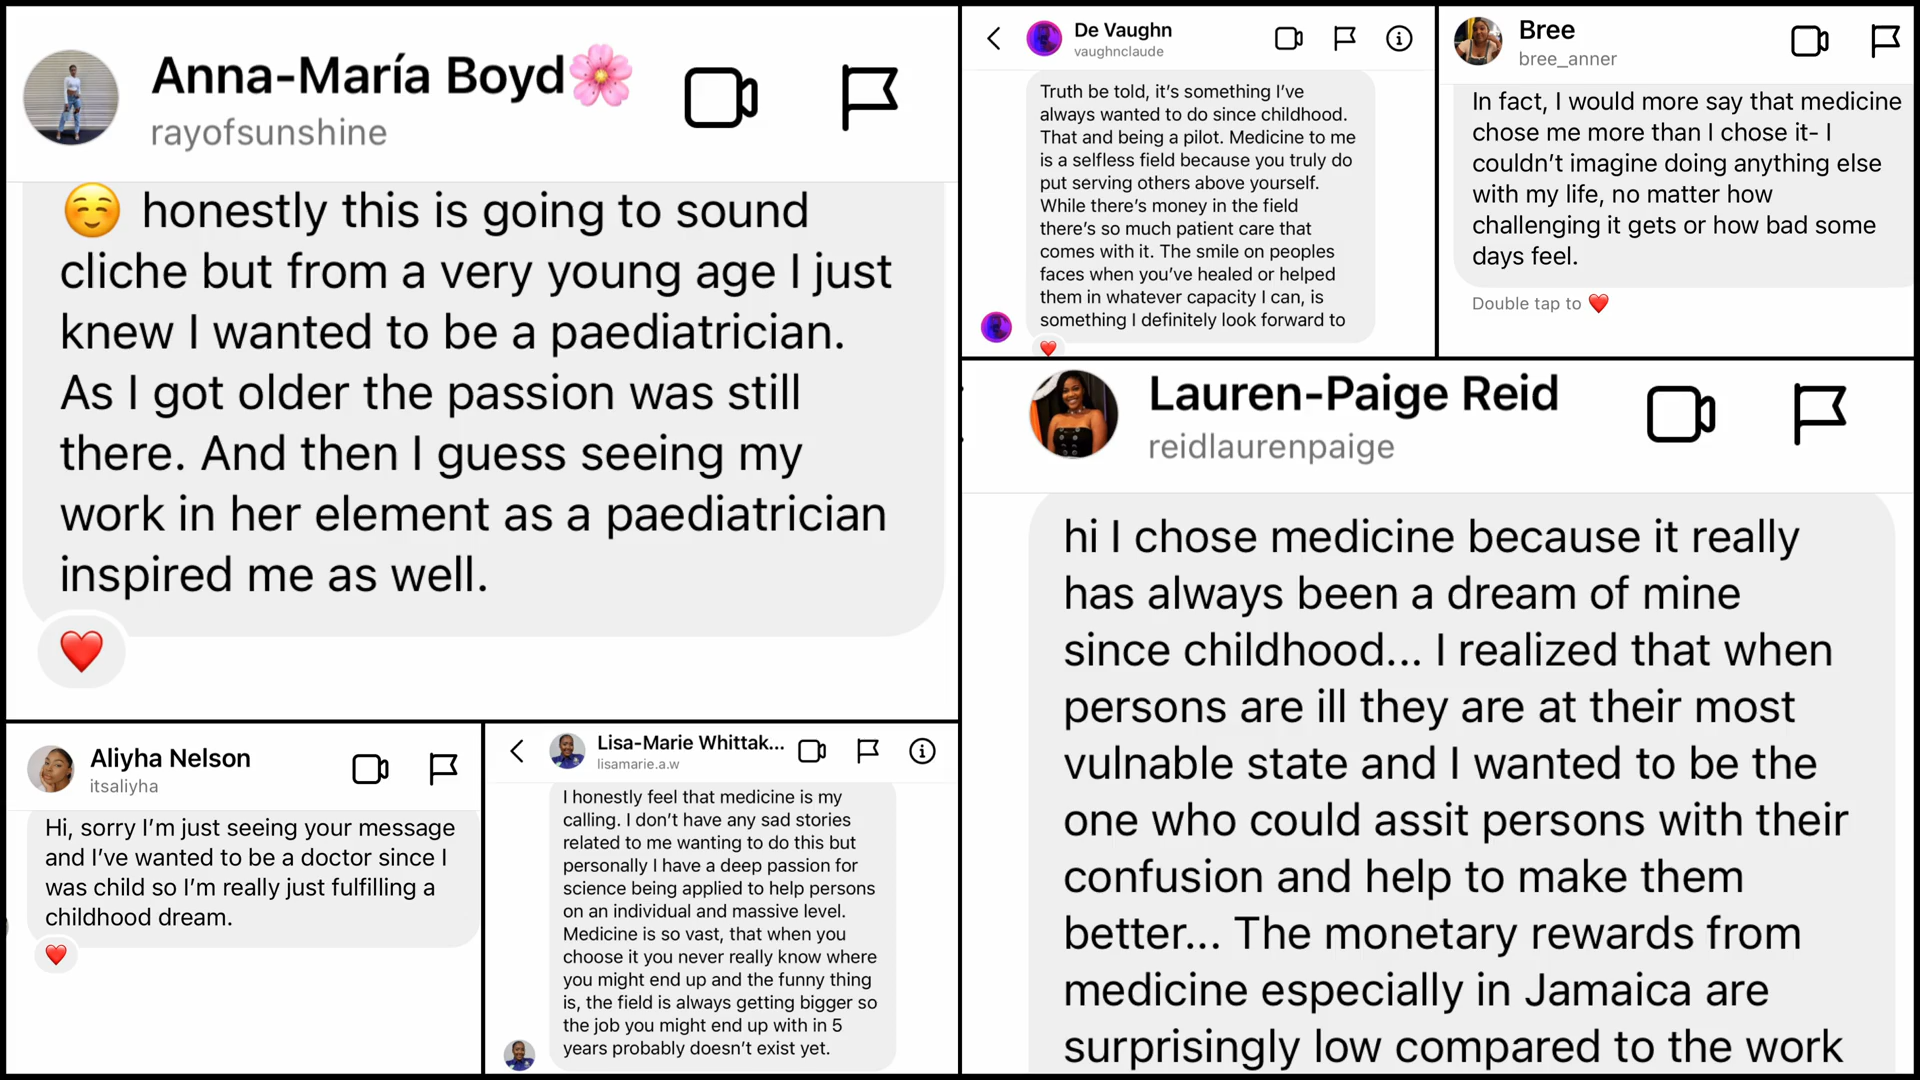 Anna-María Boyd🌸
rayofsunshine
☺️ honestly this is going to sound
cliche but from a very young age I just
knew I wanted to be a paediatrician.
As I got older the passion was still
there. And then I guess seeing my
work in her element as a paediatrician
inspired me as well.
De Vaughn
vaughnclaude
Truth be told, it’s something I’ve
always wanted to do since childhood.
That and being a pilot. Medicine to me
is a selfless field because you truly do
put serving others above yourself.
While there’s money in the field
there’s so much patient care that
comes with it. The smile on peoples
faces when you’ve healed or helped
them in whatever capacity I can, is
something I definitely look forward to
Bree
bree_anner
In fact, I would more say that medicine
chose me more than I chose it- I
couldn’t imagine doing anything else
with my life, no matter how
challenging it gets or how bad some
days feel.
Double tap to ❤️
Lauren-Paige Reid
reidlaurenpaige
hi I chose medicine because it really
has always been a dream of mine
since childhood... I realized that when
persons are ill they are at their most
vulnable state and I wanted to be the
one who could assit persons with their
confusion and help to make them
better... The monetary rewards from
medicine especially in Jamaica are
surprisingly low compared to the work
Aliyha Nelson
itsaliyha
Hi, sorry I’m just seeing your message
and I’ve wanted to be a doctor since I
was child so I’m really just fulfilling a
childhood dream.
Lisa-Marie Whittak...
lisamarie.a.w
I honestly feel that medicine is my
calling. I don’t have any sad stories
related to me wanting to do this but
personally I have a deep passion for
science being applied to help persons
on an individual and massive level.
Medicine is so vast, that when you
choose it you never really know where
you might end up and the funny thing
is, the field is always getting bigger so
the job you might end up with in 5
years probably doesn’t exist yet.